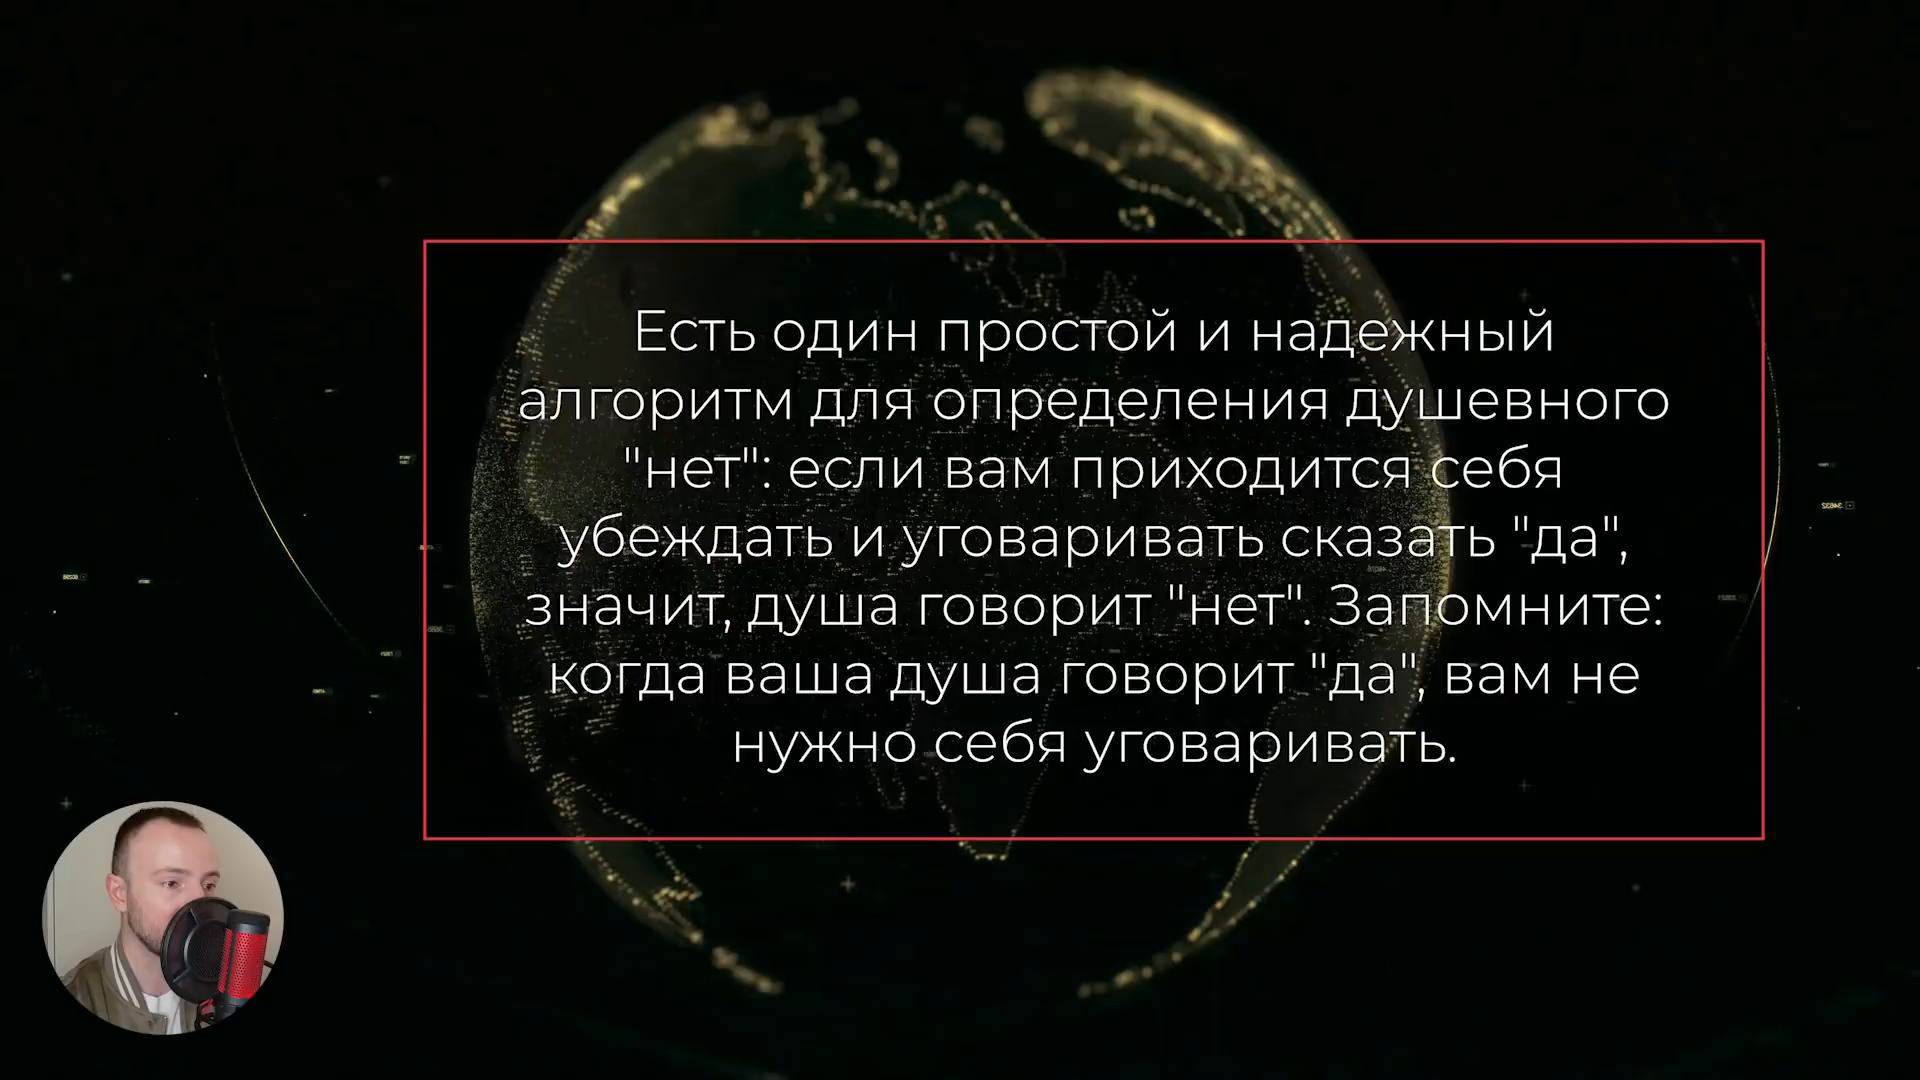 Есть один простой и надежный
алгоритм для определения душевного
"нет": если вам приходится себя
убеждать и уговаривать сказать "да",
значит, душа говорит "нет". Запомните:
когда ваша душа говорит "да", вам не
нужно себя уговаривать.